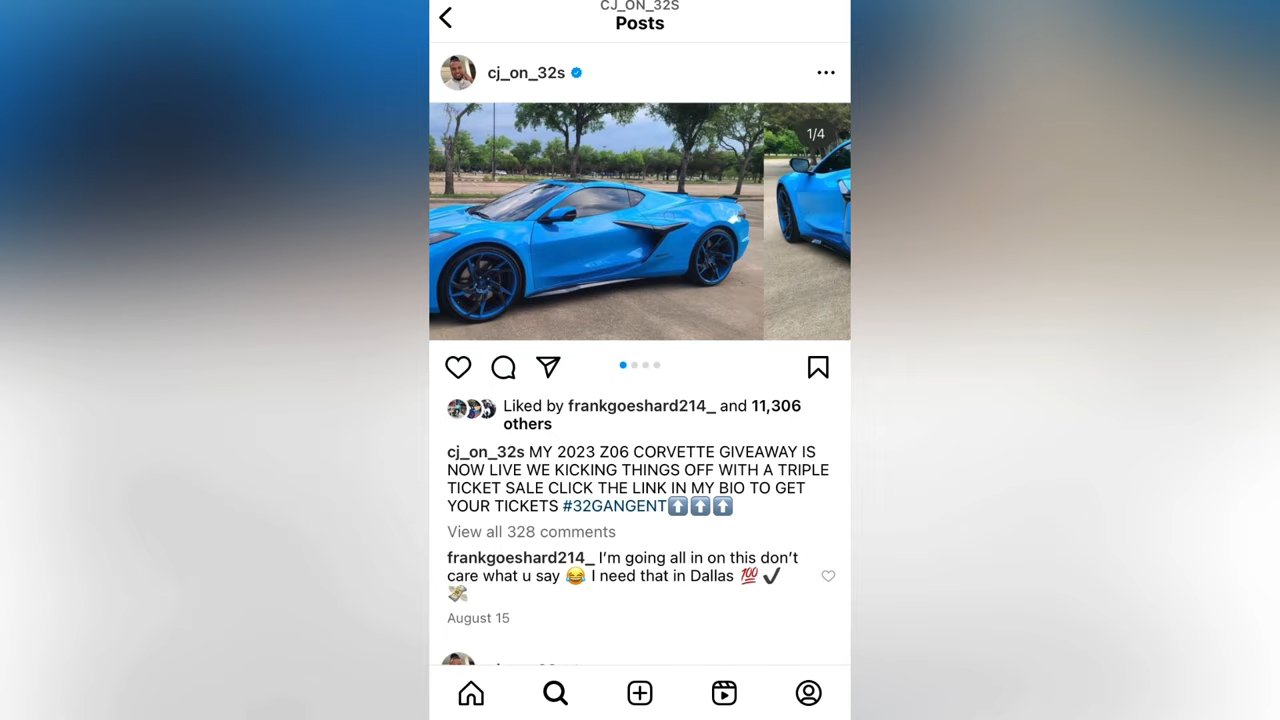 CJ_ON_32S
Posts
cj_on_32s
1/4
Liked by frankgoeshard214_ and 11,306
others
cj_on_32s MY 2023 Z06 CORVETTE GIVEAWAY IS
NOW LIVE WE KICKING THINGS OFF WITH A TRIPLE
TICKET SALE CLICK THE LINK IN MY BIO TO GET
YOUR TICKETS #32GANGENT⬆️⬆️⬆️
View all 328 comments
frankgoeshard214_ I’m going all in on this don’t
care what u say 😂 I need that in Dallas 💯 ✔️
💸
August 15